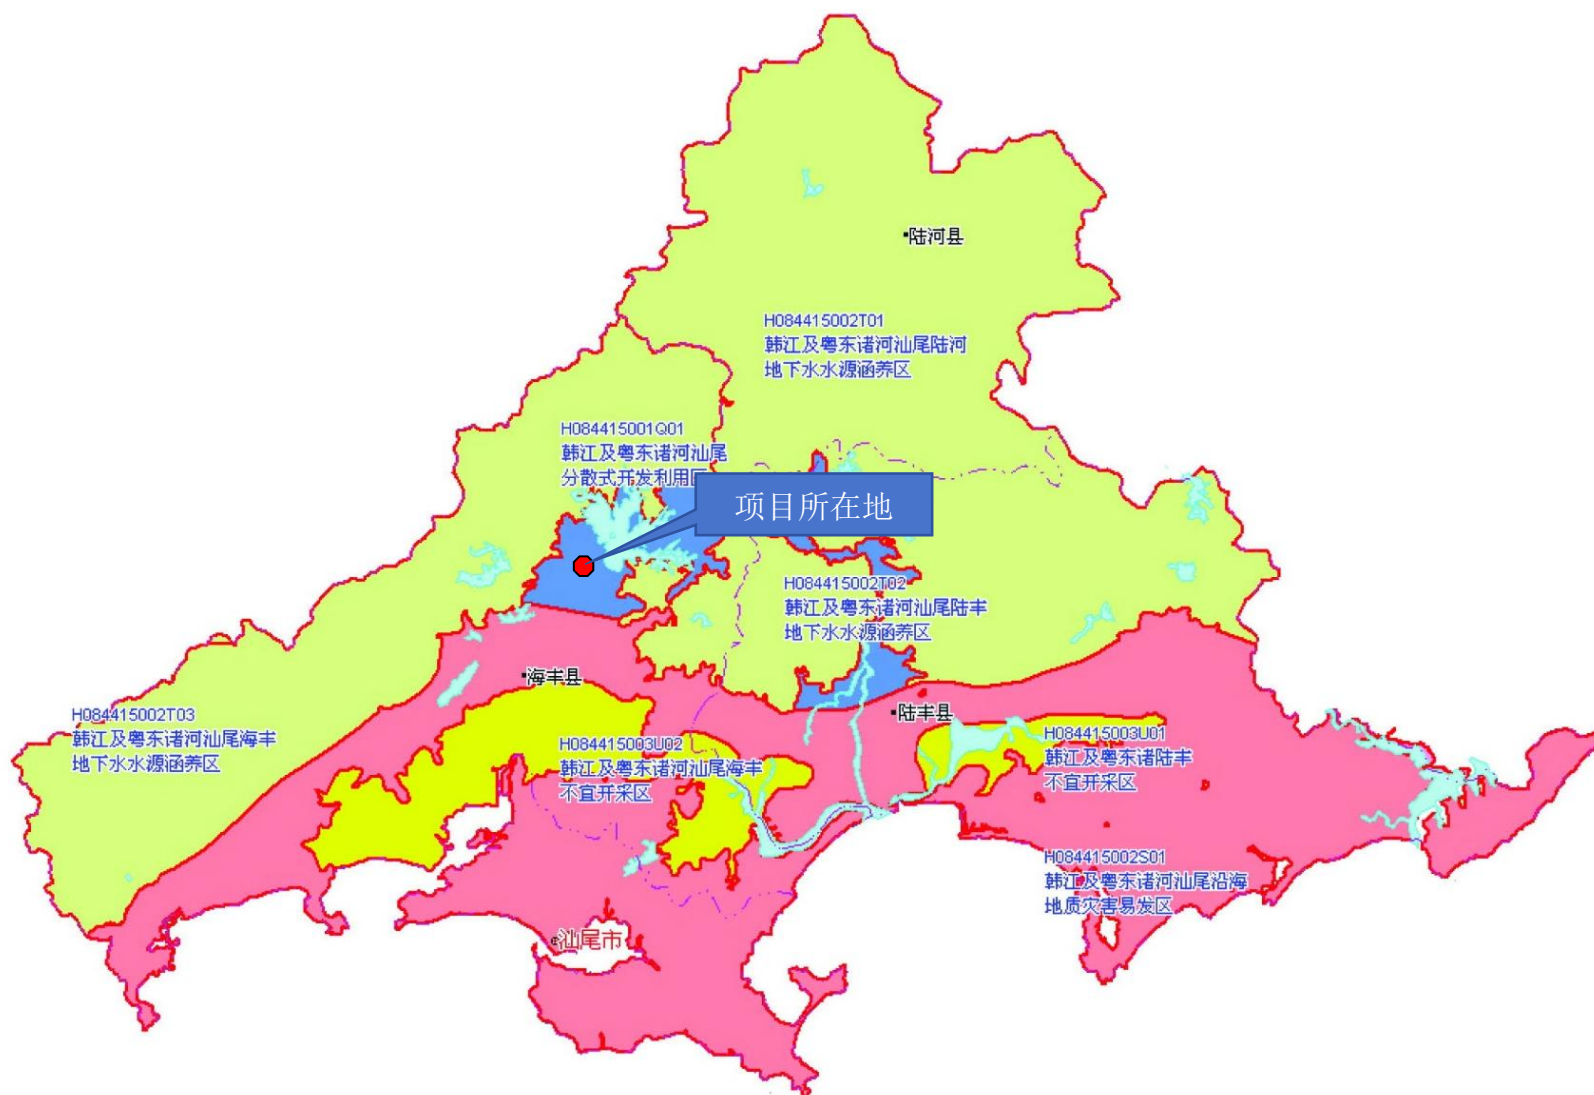 陆河县
H084415002T01
韩江及粤东诸河汕尾陆河
地下水水源涵养区
H084415001Q01
韩江及粤东诸河汕尾
分散式开发利用区
项目所在地
H084415002T02
韩江及粤东诸河汕尾陆丰
地下水水源涵养区
海丰县
陆丰县
H084415002T03
韩江及粤东诸河汕尾海丰
地下水水源涵养区
H084415003U02
韩江及粤东诸河汕尾海丰
不宜开采区
H084415003U01
韩江及粤东诸陆丰
不宜开采区
H084415002S01
韩江及粤东诸河汕尾沿海
地质灾害易发区
汕尾市